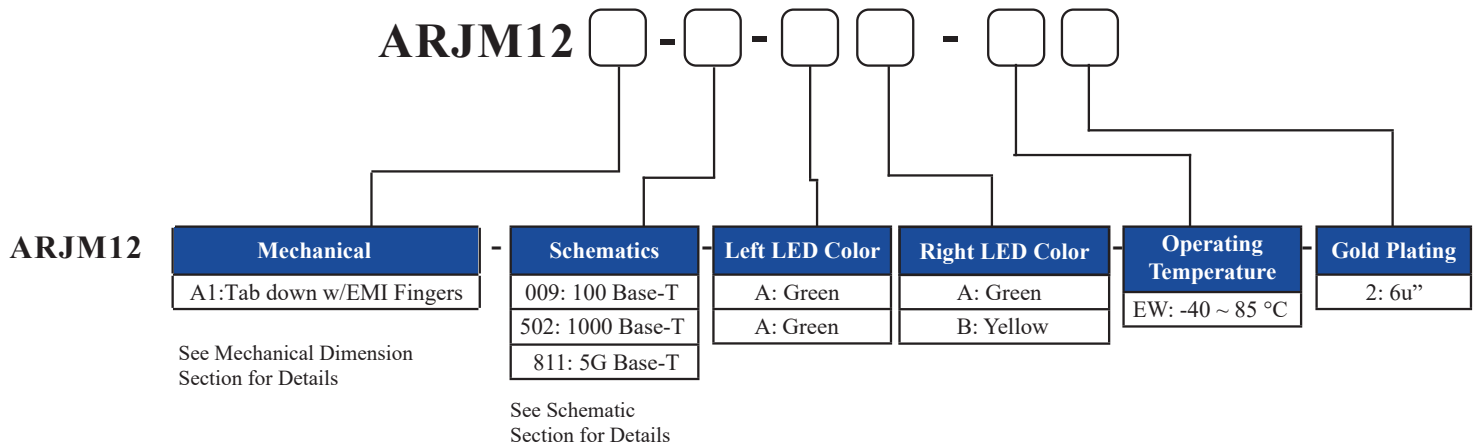 ARJM12 - - -
ARJM12 Mechanical - Schematics - Left LED Color Right LED Color - Operating Temperature - Gold Plating
A1:Tab down w/EMI Fingers 009: 100 Base-T A: Green A: Green EW: -40 ~ 85 °C 2: 6u”
502: 1000 Base-T A: Green B: Yellow
811: 5G Base-T
See Mechanical Dimension
Section for Details
See Schematic
Section for Details